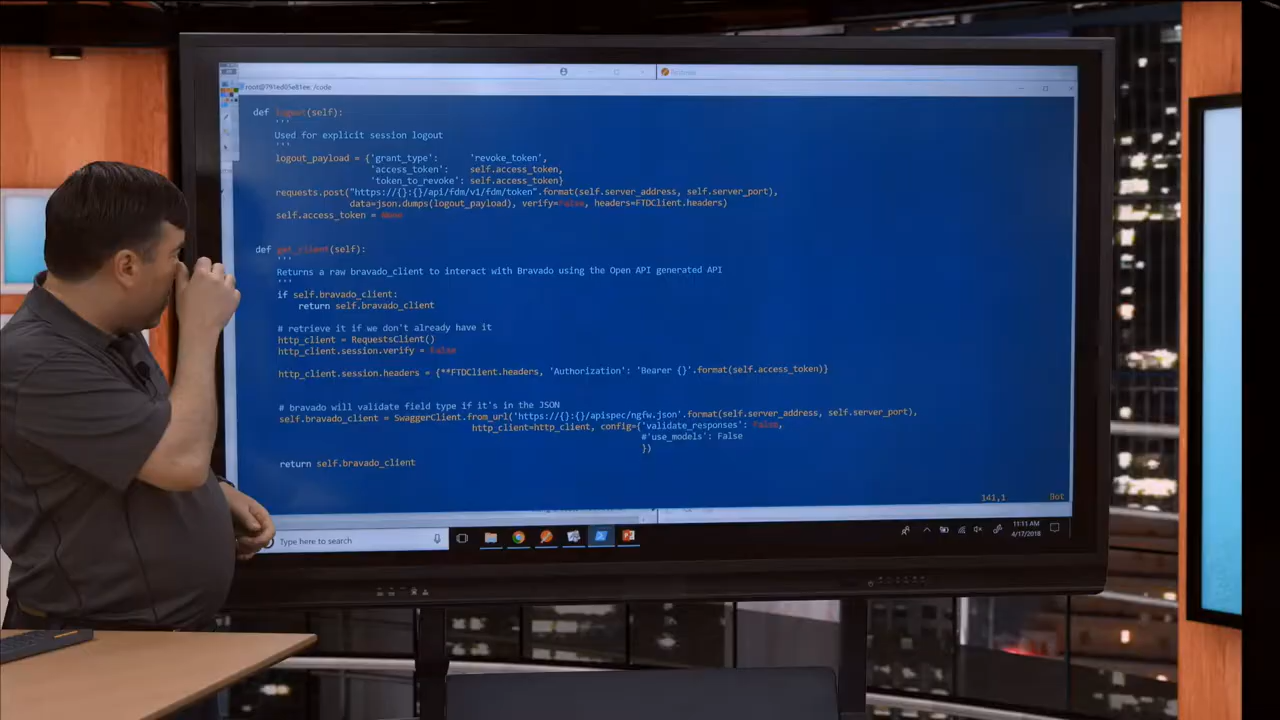 root@791ed05e81ee: /code
def logout(self):
'''
Used for explicit session logout
'''
logout_payload = {'grant_type': 'revoke_token',
'access_token': self.access_token,
'token_to_revoke': self.access_token}
requests.post("https://{}:{}/api/fdm/v1/fdm/token".format(self.server_address, self.server_port),
data=json.dumps(logout_payload), verify=False, headers=FTDClient.headers)
self.access_token = None
def get_client(self):
'''
Returns a raw bravado_client to interact with Bravado using the Open API generated API
'''
if self.bravado_client:
return self.bravado_client
# retrieve it if we don't already have it
http_client = RequestsClient()
http_client.session.verify = False
http_client.session.headers = {**FTDClient.headers, 'Authorization': 'Bearer {}'.format(self.access_token)}
# bravado will validate field type if it's in the JSON
self.bravado_client = SwaggerClient.from_url('https://{}:{}/apispec/ngfw.json'.format(self.server_address, self.server_port),
http_client=http_client, config={'validate_responses': False,
#'use_models': False
})
return self.bravado_client
141,1 Bot
Type here to search
11:11 AM
4/17/2018